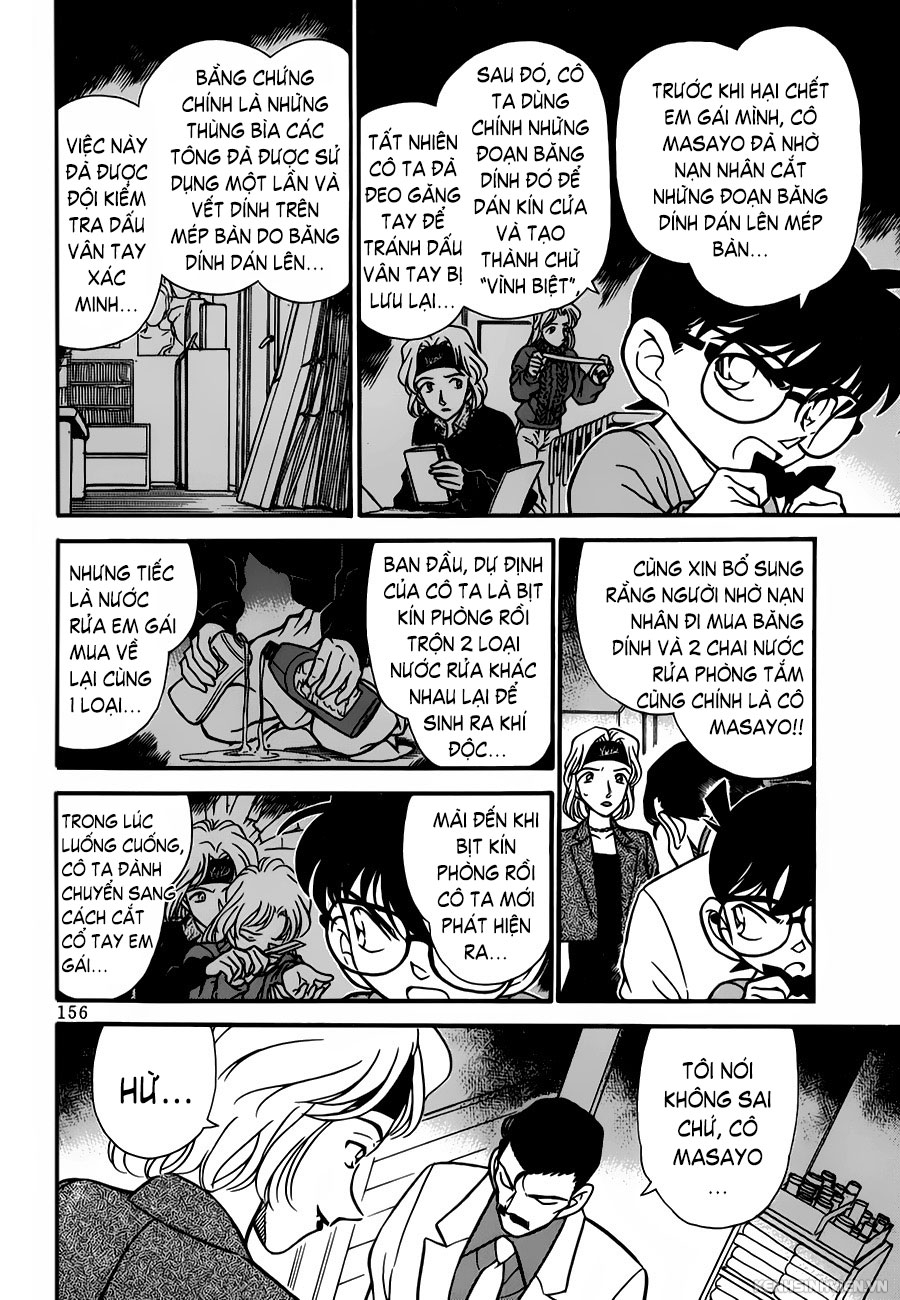 TRƯỚC KHI HẠI CHẾT
EM GÁI MÌNH, CÔ
MASAYO ĐÃ NHỜ
NẠN NHÂN CẮT
NHỮNG ĐOẠN BĂNG
DÍNH DÁN LÊN MÉP
BÀN...
SAU ĐÓ, CÔ
TA DÙNG
CHÍNH NHỮNG
ĐOẠN BĂNG
DÍNH ĐÓ ĐỂ
DÁN KÍN CỬA
VÀ TẠO
THÀNH CHỮ
"VĨNH BIỆT".
TẤT NHIÊN
CÔ TA ĐÃ
ĐEO GĂNG
TAY ĐỂ
TRÁNH DẤU
VÂN TAY BỊ
LƯU LẠI...
BẰNG CHỨNG
CHÍNH LÀ NHỮNG
THÙNG BÌA CÁC
TÔNG ĐÃ ĐƯỢC SỬ
DỤNG MỘT LẦN VÀ
VẾT DÍNH TRÊN
MÉP BÀN DO BĂNG
DÍNH DÁN LÊN...
VIỆC NÀY
ĐÃ ĐƯỢC
ĐỘI KIỂM
TRA DẤU
VÂN TAY
XÁC
MINH...
CŨNG XIN BỔ SUNG
RẰNG NGƯỜI NHỜ NẠN
NHÂN ĐI MUA BĂNG
DÍNH VÀ 2 CHAI NƯỚC
RỬA PHÒNG TẮM
CŨNG CHÍNH LÀ CÔ
MASAYO!!
BAN ĐẦU, DỰ ĐỊNH
CỦA CÔ TA LÀ BỊT
KÍN PHÒNG RỒI
TRỘN 2 LOẠI
NƯỚC RỬA KHÁC
NHAU LẠI ĐỂ
SINH RA KHÍ
ĐỘC...
NHƯNG TIẾC
LÀ NƯỚC
RỬA EM GÁI
MUA VỀ
LẠI CÙNG
1 LOẠI...
MÃI ĐẾN KHI
BỊT KÍN
PHÒNG RỒI
CÔ TA MỚI
PHÁT HIỆN
RA...
TRONG LÚC
LUỐNG CUỐNG,
CÔ TA ĐÀNH
CHUYỂN SANG
CÁCH CẮT
CỔ TAY EM
GÁI...
156
TÔI NÓI
KHÔNG SAI
CHỨ, CÔ
MASAYO
...
HỪ...
KENHSINHVIEN.VN